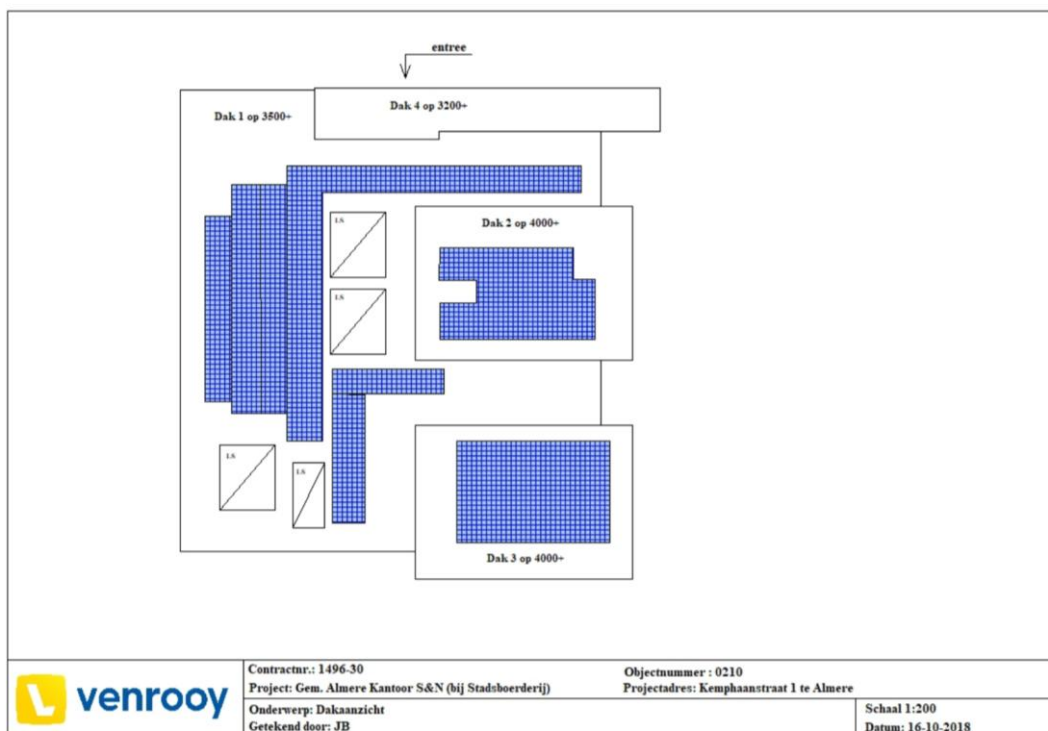 entree
Dak 1 op 3500+
Dak 4 op 3200+
LS
Dak 2 op 4000+
LS
LS
LS
Dak 3 op 4000+
venrooy
Contractnr.: 1496-30
Objectnummer : 0210
Project: Gem. Almere Kantoor S&N (bij Stadsboerderij)
Projectadres: Kemphaanstraat 1 te Almere
Onderwerp: Dakaanzicht
Schaal 1:200
Getekend door: JB
Datum: 16-10-2018